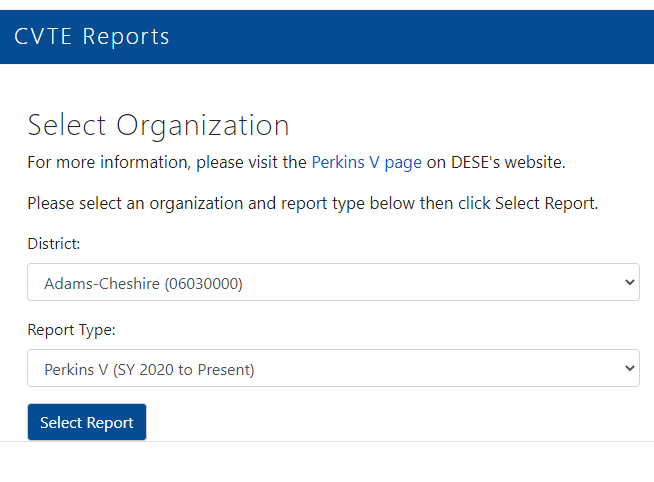 CVTE Reports
Select Organization
For more information, please visit the Perkins V page on DESE's website.
Please select an organization and report type below then click Select Report.
District:
Adams-Cheshire (06030000)
Report Type:
Perkins V (SY 2020 to Present)
Select Report